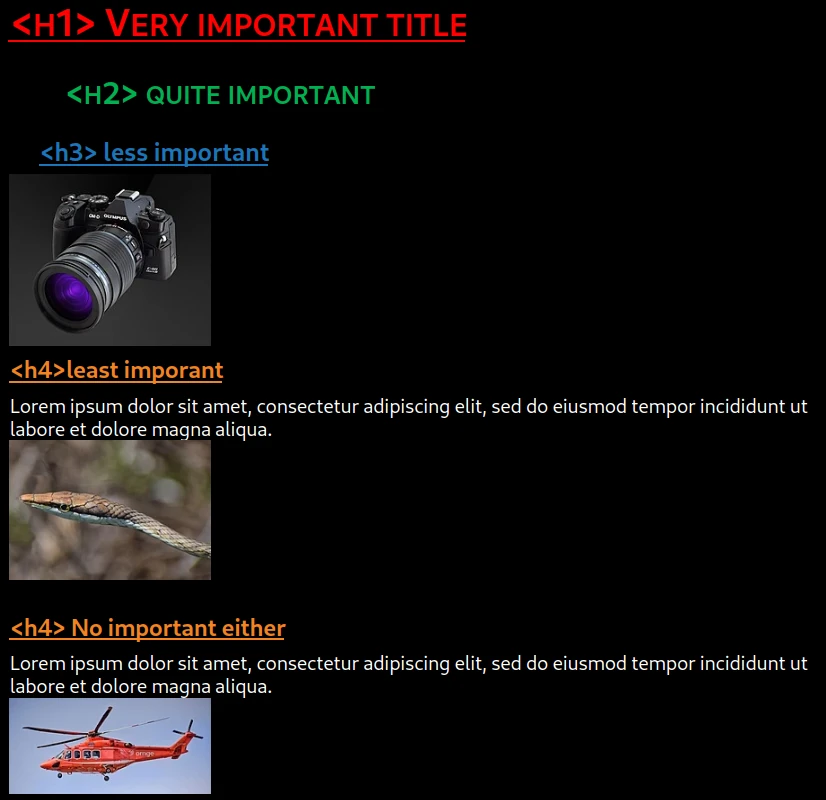 <H1> VERY IMPORTANT TITLE
<H2> QUITE IMPORTANT
<h3> less important
OM-D OLYMPUS
<h4>least imporant
Lorem ipsum dolor sit amet, consectetur adipiscing elit, sed do eiusmod tempor incididunt ut
labore et dolore magna aliqua.
<h4> No important either
Lorem ipsum dolor sit amet, consectetur adipiscing elit, sed do eiusmod tempor incididunt ut
labore et dolore magna aliqua.
ornge